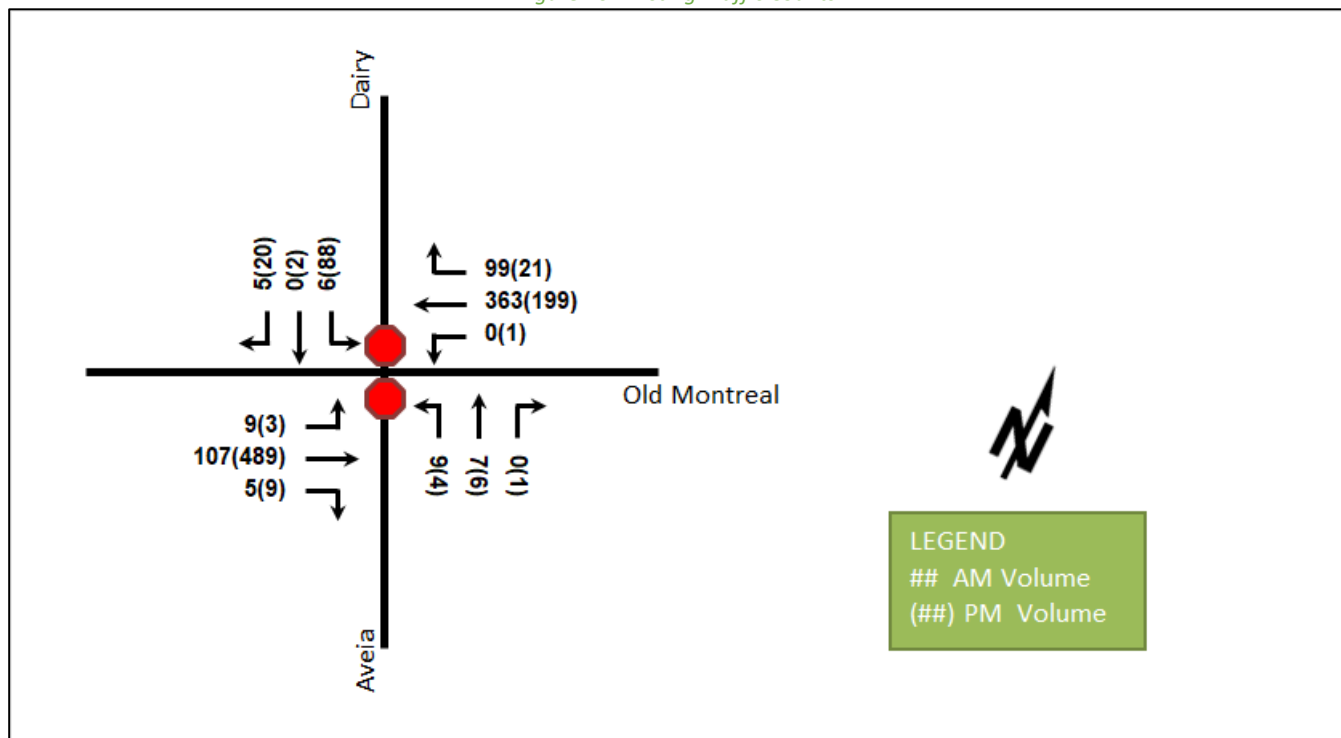 Dairy
5(20)
0(2)
6(88)
99(21)
363(199)
0(1)
Old Montreal
9(3)
107(489)
5(9)
9(4)
7(6)
0(1)
Aveia
N
LEGEND
## AM Volume
(##) PM Volume